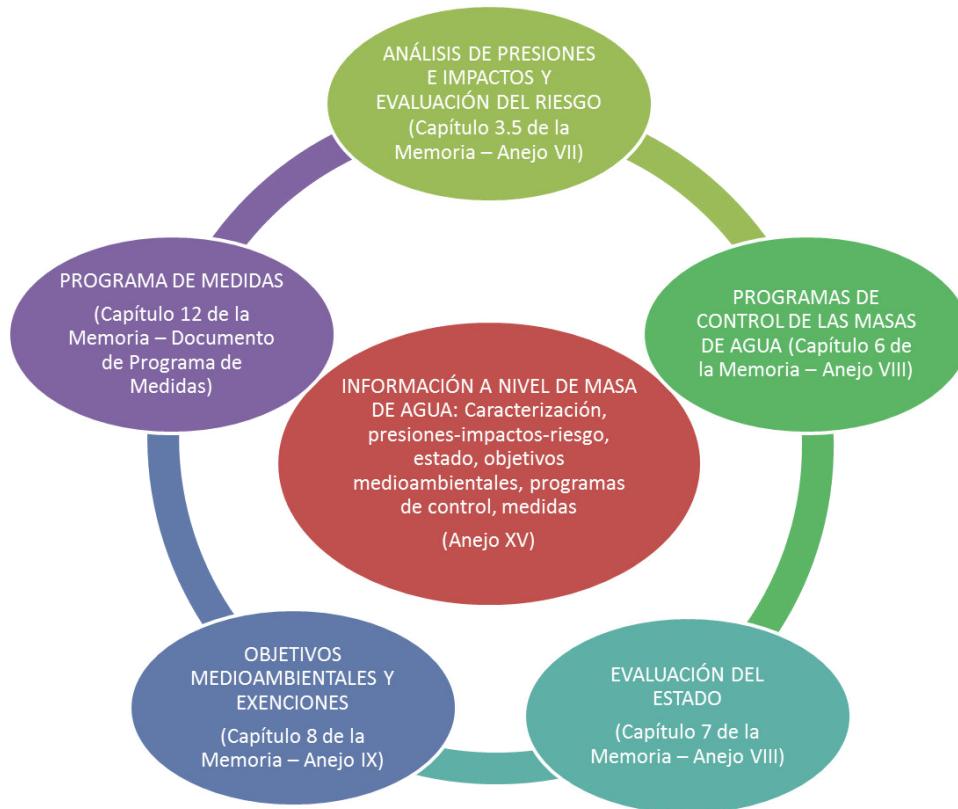 ANÁLISIS DE PRESIONES
E IMPACTOS Y
EVALUACIÓN DEL RIESGO
(Capítulo 3.5 de la
Memoria – Anejo VII)
PROGRAMAS DE
CONTROL DE LAS MASAS
DE AGUA (Capítulo 6 de
la Memoria – Anejo VIII)
EVALUACIÓN DEL
ESTADO
(Capítulo 7 de la
Memoria – Anejo VIII)
OBJETIVOS
MEDIOAMBIENTALES Y
EXENCIONES
(Capítulo 8 de la
Memoria – Anejo IX)
PROGRAMA DE MEDIDAS
(Capítulo 12 de la
Memoria – Documento
de Programa de
Medidas)
INFORMACIÓN A NIVEL DE MASA
DE AGUA: Caracterización,
presiones-impactos-riesgo,
estado, objetivos
medioambientales, programas
de control, medidas
(Anejo XV)